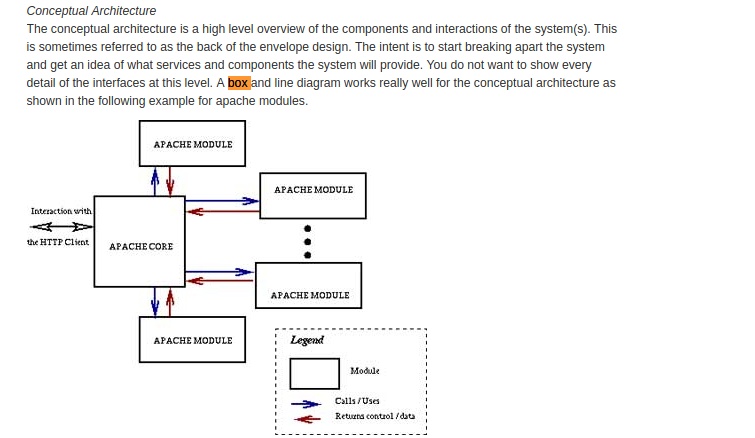 Conceptual Architecture
The conceptual architecture is a high level overview of the components and interactions of the system(s). This
is sometimes referred to as the back of the envelope design. The intent is to start breaking apart the system
and get an idea of what services and components the system will provide. You do not want to show every
detail of the interfaces at this level. A box and line diagram works really well for the conceptual architecture as
shown in the following example for apache modules.
APACHE MODULE
APACHE MODULE
Interaction with
the HTTP Client
APACHE CORE
APACHE MODULE
APACHE MODULE
Legend
Module
Calls / Uses
Returns control / data